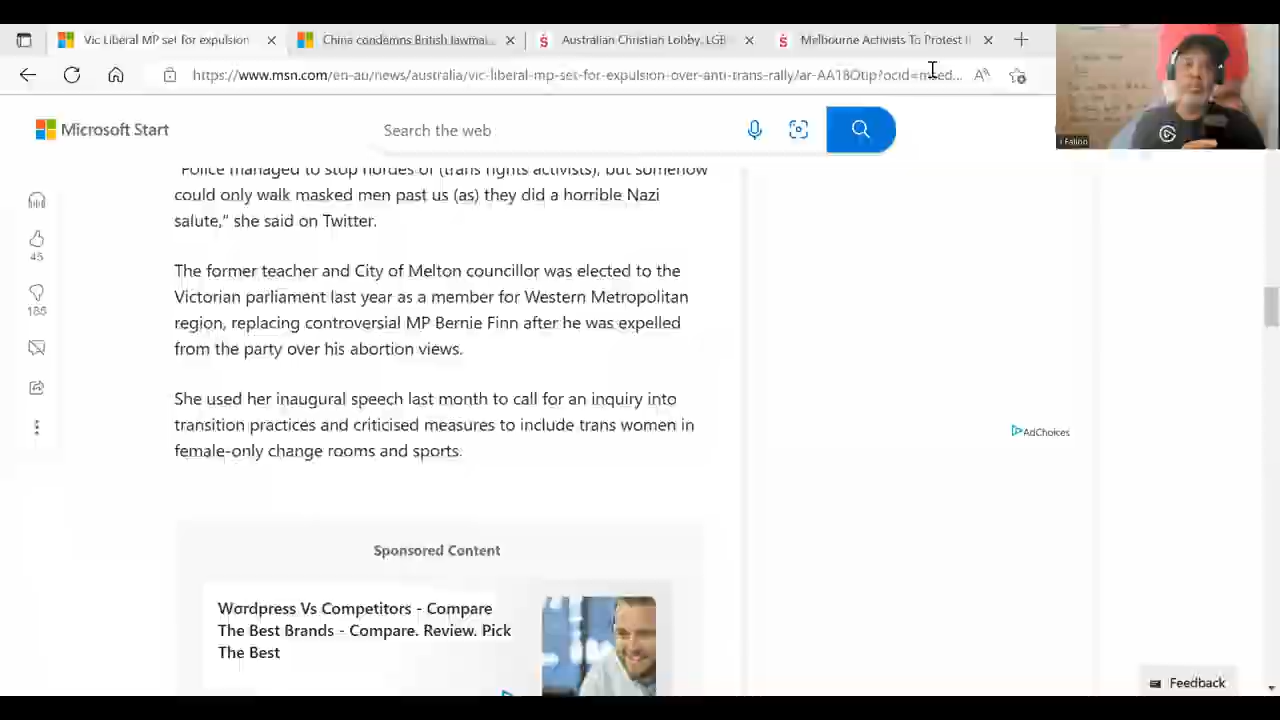 Vic Liberal MP set for expulsion
China condemns British lawmai...
Australian Christian Lobby, LGB
Melbourne Activists To Protest
https://www.msn.com/en-au/news/australia/vic-liberal-mp-set-for-expulsion-over-anti-trans-rally/ar-AA18Otip?ocid=
Microsoft Start
Search the web
"Police managed to stop hordes of (trans rights activists), but somehow
could only walk masked men past us (as) they did a horrible Nazi
salute," she said on Twitter.
45
185
The former teacher and City of Melton councillor was elected to the
Victorian parliament last year as a member for Western Metropolitan
region, replacing controversial MP Bernie Finn after he was expelled
from the party over his abortion views.
She used her inaugural speech last month to call for an inquiry into
transition practices and criticised measures to include trans women in
female-only change rooms and sports.
AdChoices
Sponsored Content
Wordpress Vs Competitors - Compare
The Best Brands - Compare. Review. Pick
The Best
Feedback